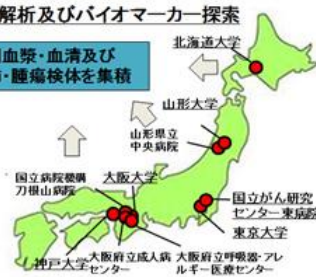 解析及びバイオマーカー探索
血漿・血清及び
・腫瘍検体を集積
北海道大学
山形大学
山形県立
中央病院
国立病院機構
刀根山病院
大阪大学
国立がん研究
センター東病院
東京大学
神戸大学
大阪府立成人病
センター
大阪府立呼吸器・アレ
ルギー医療センター